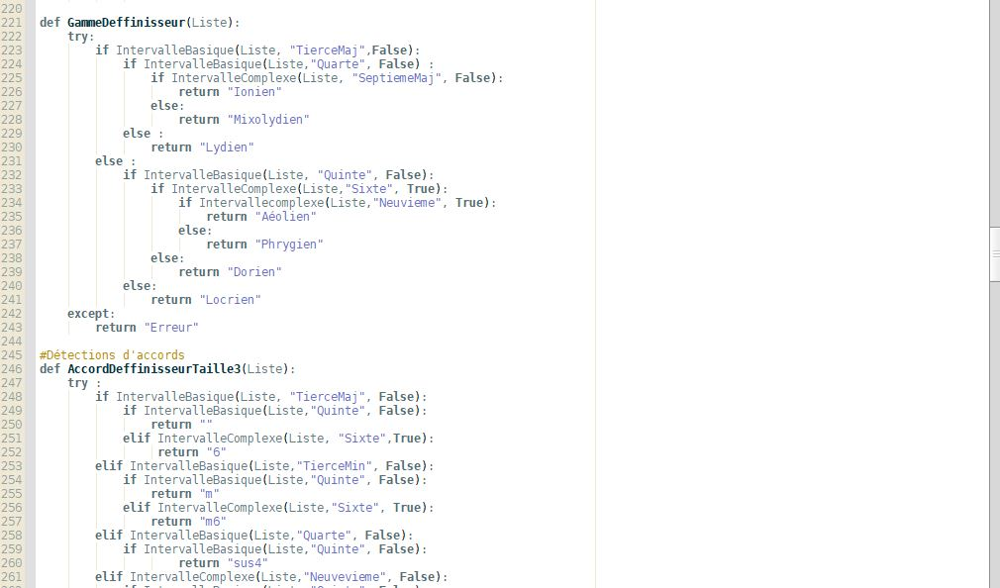 220
221 def GammeDeffinisseur(Liste):
222 try:
223 if IntervalleBasique(Liste, "TierceMaj",False):
224 if IntervalleBasique(Liste,"Quarte", False) :
225 if IntervalleComplexe(Liste, "SeptiemeMaj", False):
226 return "Ionien"
227 else:
228 return "Mixolydien"
229 else :
230 return "Lydien"
231 else :
232 if IntervalleBasique(Liste, "Quinte", False):
233 if IntervalleComplexe(Liste,"Sixte", True):
234 if Intervallecomplexe(Liste,"Neuvieme", True):
235 return "Aéolien"
236 else:
237 return "Phrygien"
238 else:
239 return "Dorien"
240 else:
241 return "Locrien"
242 except:
243 return "Erreur"
244
245 #Détections d'accords
246 def AccordDeffinisseurTaille3(Liste):
247 try :
248 if IntervalleBasique(Liste, "TierceMaj", False):
249 if IntervalleBasique(Liste,"Quinte", False):
250 return ""
251 elif IntervalleComplexe(Liste, "Sixte",True):
252 return "6"
253 elif IntervalleBasique(Liste,"TierceMin", False):
254 if IntervalleBasique(Liste,"Quinte", False):
255 return "m"
256 elif IntervalleComplexe(Liste,"Sixte", True):
257 return "m6"
258 elif IntervalleBasique(Liste,"Quarte", False):
259 if IntervalleBasique(Liste,"Quinte", False):
260 return "sus4"
261 elif IntervalleComplexe(Liste,"Neuvevieme", False):